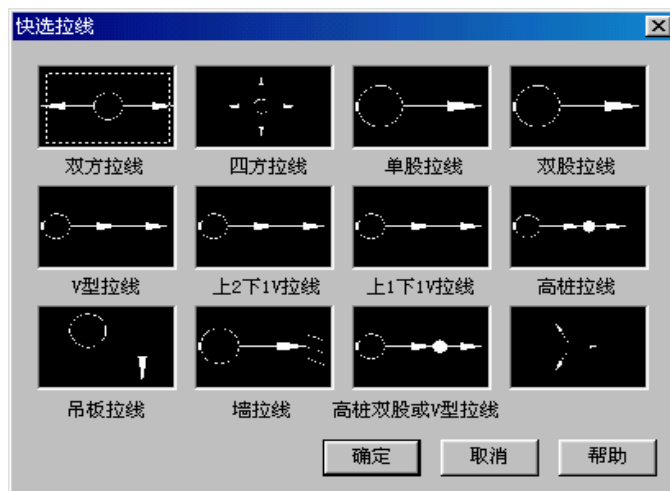 快选拉线
双方拉线 四方拉线 单股拉线 双股拉线
V型拉线 上2下1V拉线 上1下1V拉线 高桩拉线
吊板拉线 墙拉线 高桩双股或V型拉线
确定 取消 帮助